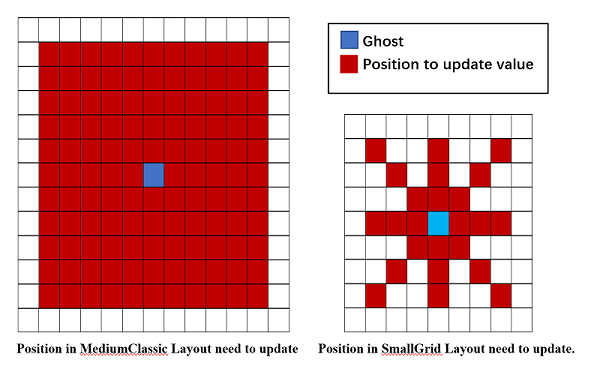 Ghost
Position to update value
Position in MediumClassic Layout need to update
Position in SmallGrid Layout need to update.